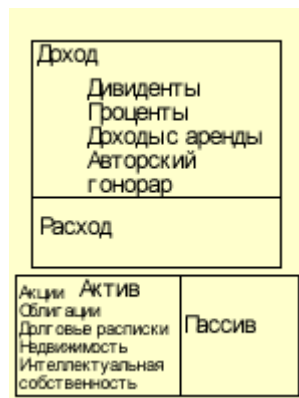 Доход
Дивиденты
Проценты
Доходы с аренды
Авторский
гонорар
Расход
Акции Актив
Облигации
Долговые расписки
Недвижимость
Интеллектуальная
собственность
Пассив